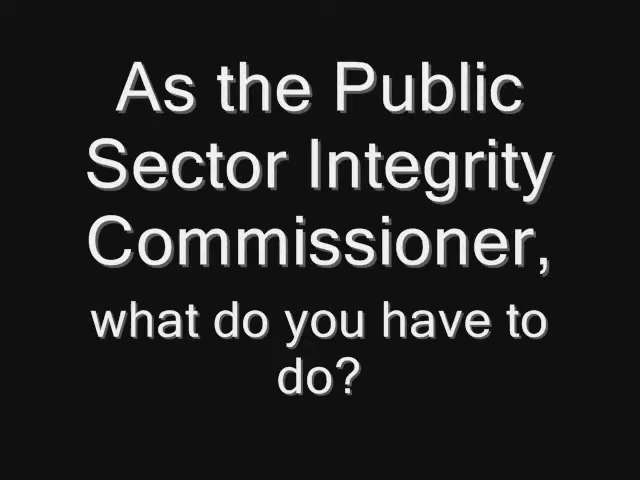 As the Public
Sector Integrity
Commissioner,
what do you have to
do?